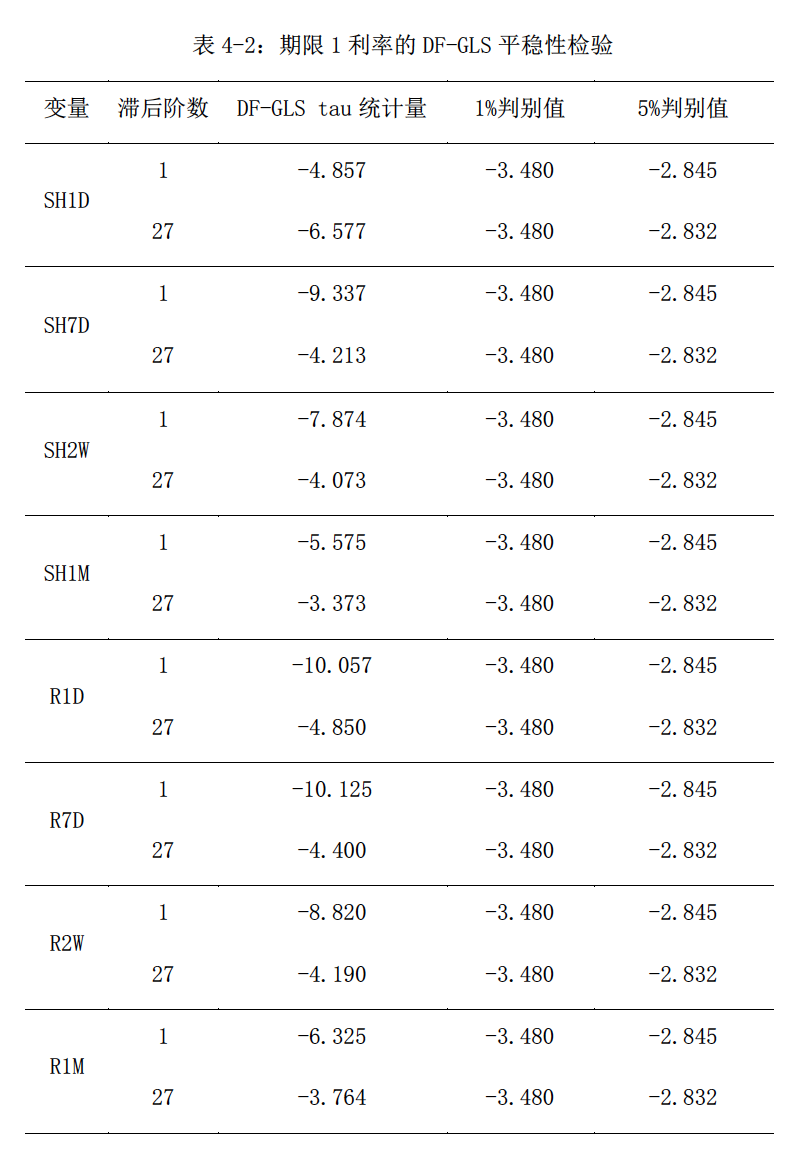 表 4-2：期限 1 利率的 DF-GLS 平稳性检验
变量 滞后阶数 DF-GLS tau 统计量 1%判别值 5%判别值
1 -4.857 -3.480 -2.845
SH1D
27 -6.577 -3.480 -2.832
1 -9.337 -3.480 -2.845
SH7D
27 -4.213 -3.480 -2.832
1 -7.874 -3.480 -2.845
SH2W
27 -4.073 -3.480 -2.832
1 -5.575 -3.480 -2.845
SH1M
27 -3.373 -3.480 -2.832
1 -10.057 -3.480 -2.845
R1D
27 -4.850 -3.480 -2.832
1 -10.125 -3.480 -2.845
R7D
27 -4.400 -3.480 -2.832
1 -8.820 -3.480 -2.845
R2W
27 -4.190 -3.480 -2.832
1 -6.325 -3.480 -2.845
R1M
27 -3.764 -3.480 -2.832